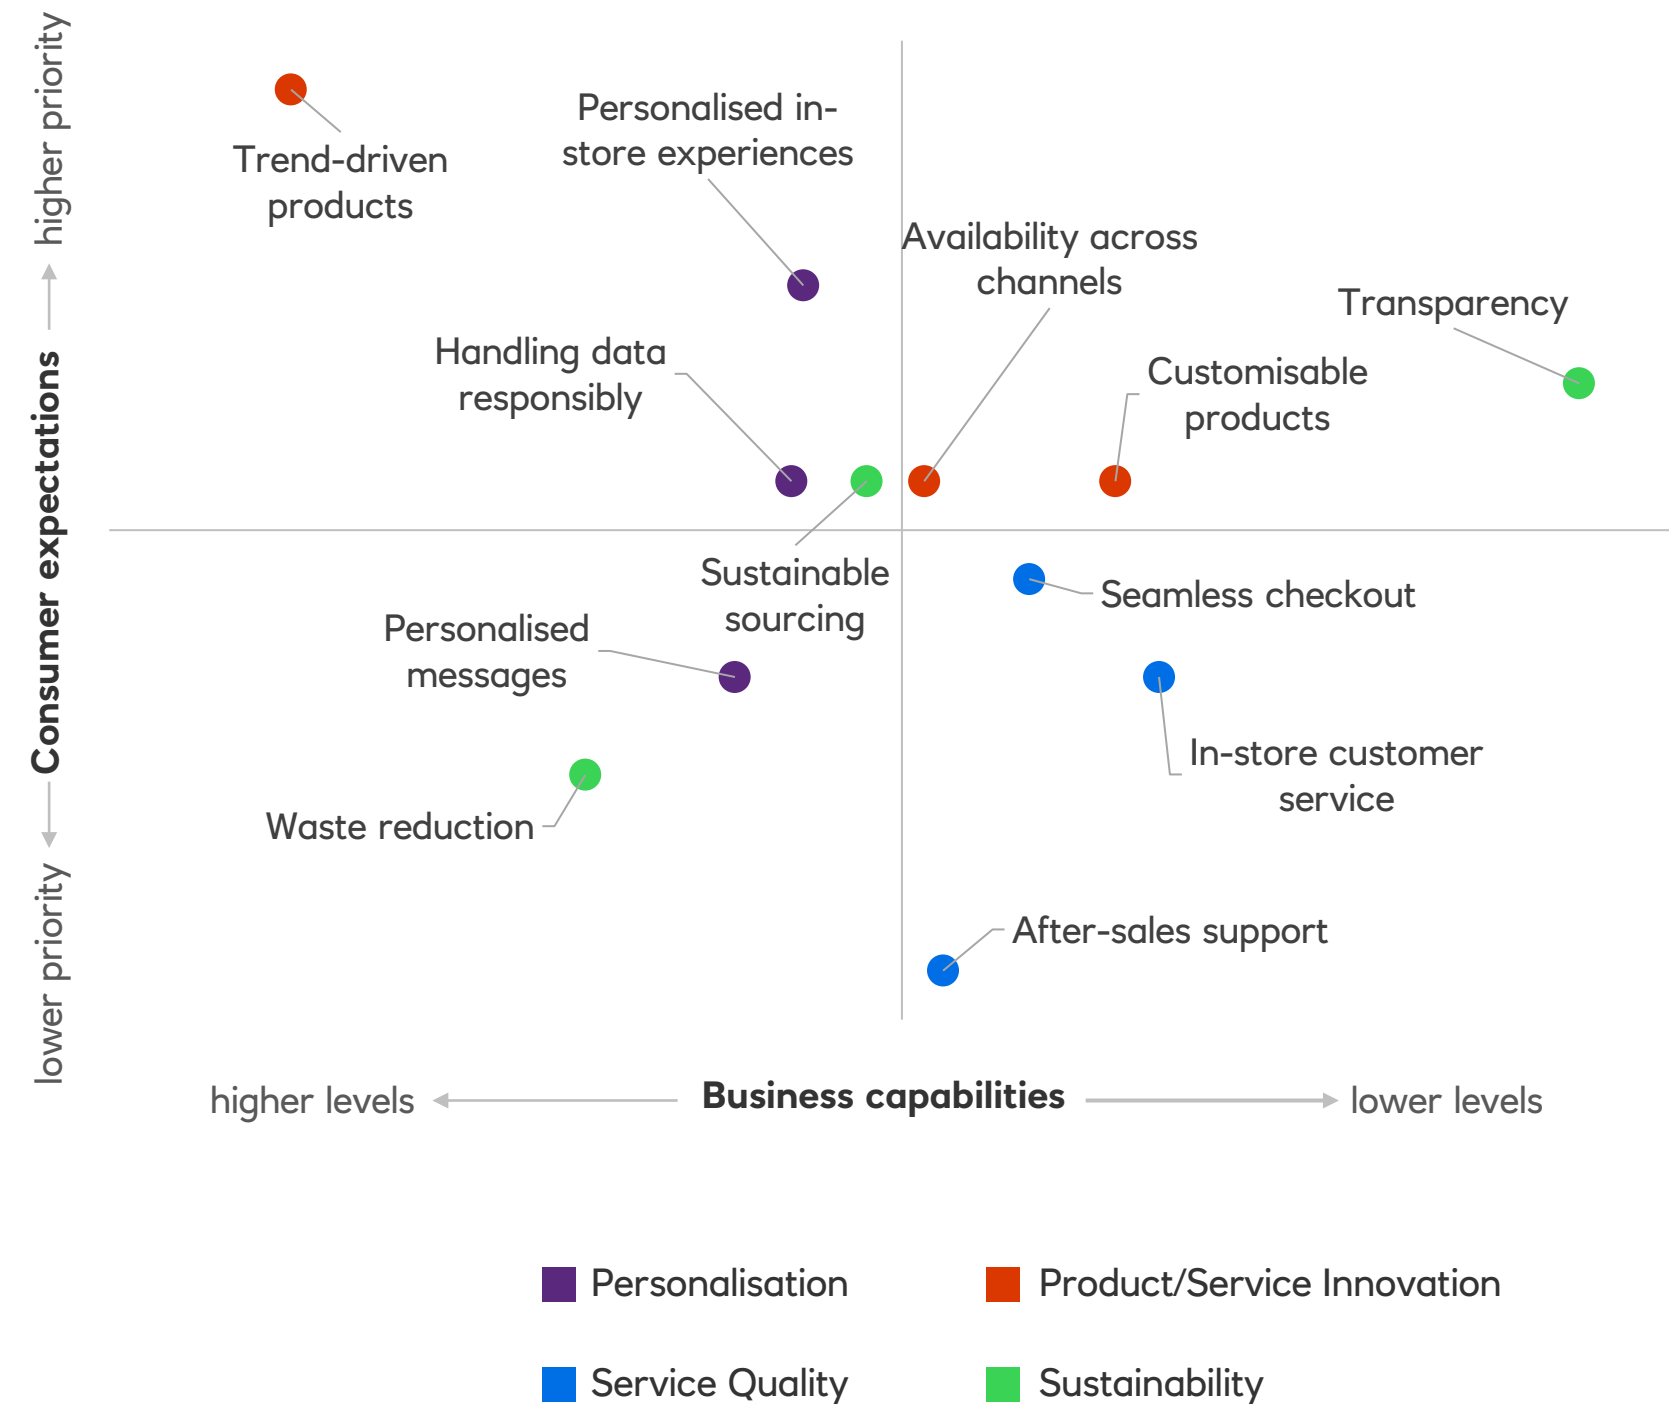 higher priority
Consumer expectations
lower priority
Trend-driven
products
Personalised in-
store experiences
Availability across
channels
Transparency
Handling data
responsibly
Customisable
products
Sustainable
sourcing
Seamless checkout
Personalised
messages
In-store customer
service
Waste reduction
After-sales support
higher levels
Business capabilities
lower levels
Personalisation
Product/Service Innovation
Service Quality
Sustainability